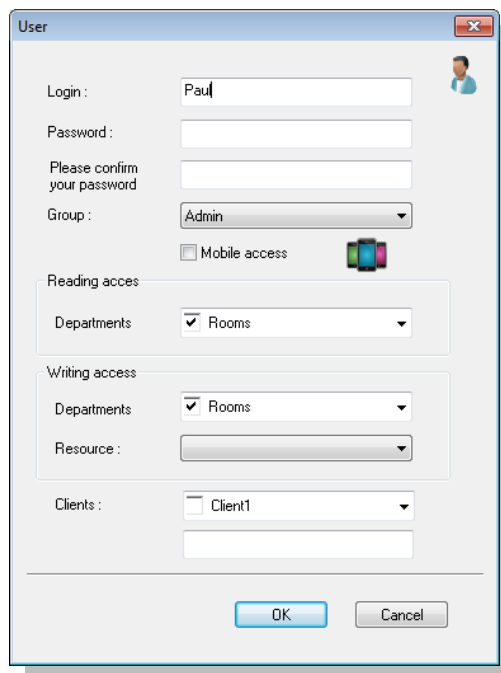 User
Login :
Paul
Password :
Please confirm
your password
Group :
Admin
Mobile access
Reading acces
Departments
Rooms
Writing access
Departments
Rooms
Resource :
Clients :
Client1
OK
Cancel